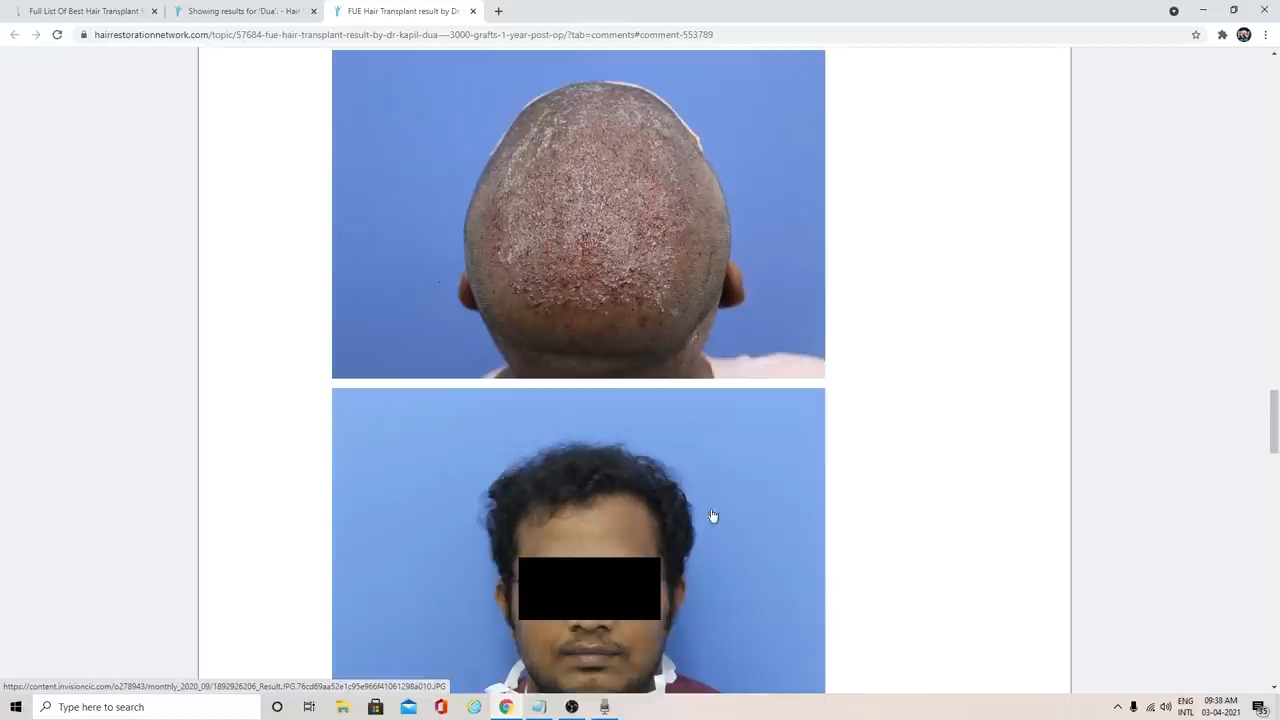 Full List Of Best Hair Transplant
Showing results for 'Dua'. - Hair
FUE Hair Transplant result by Dr
hairrestorationnetwork.com/topic/57684-fue-hair-transplant-result-by-dr-kapil-dua----3000-grafts-1-year-post-op/?tab=comments#comment-553789
https://content.invisioncic.com/o278943/monthly_2020_09/1892926206_Result.JPG.76cd69aa52e1c95e966f41061298a010.JPG
Type here to search
ENG
INTL
09:38 AM
03-04-2021